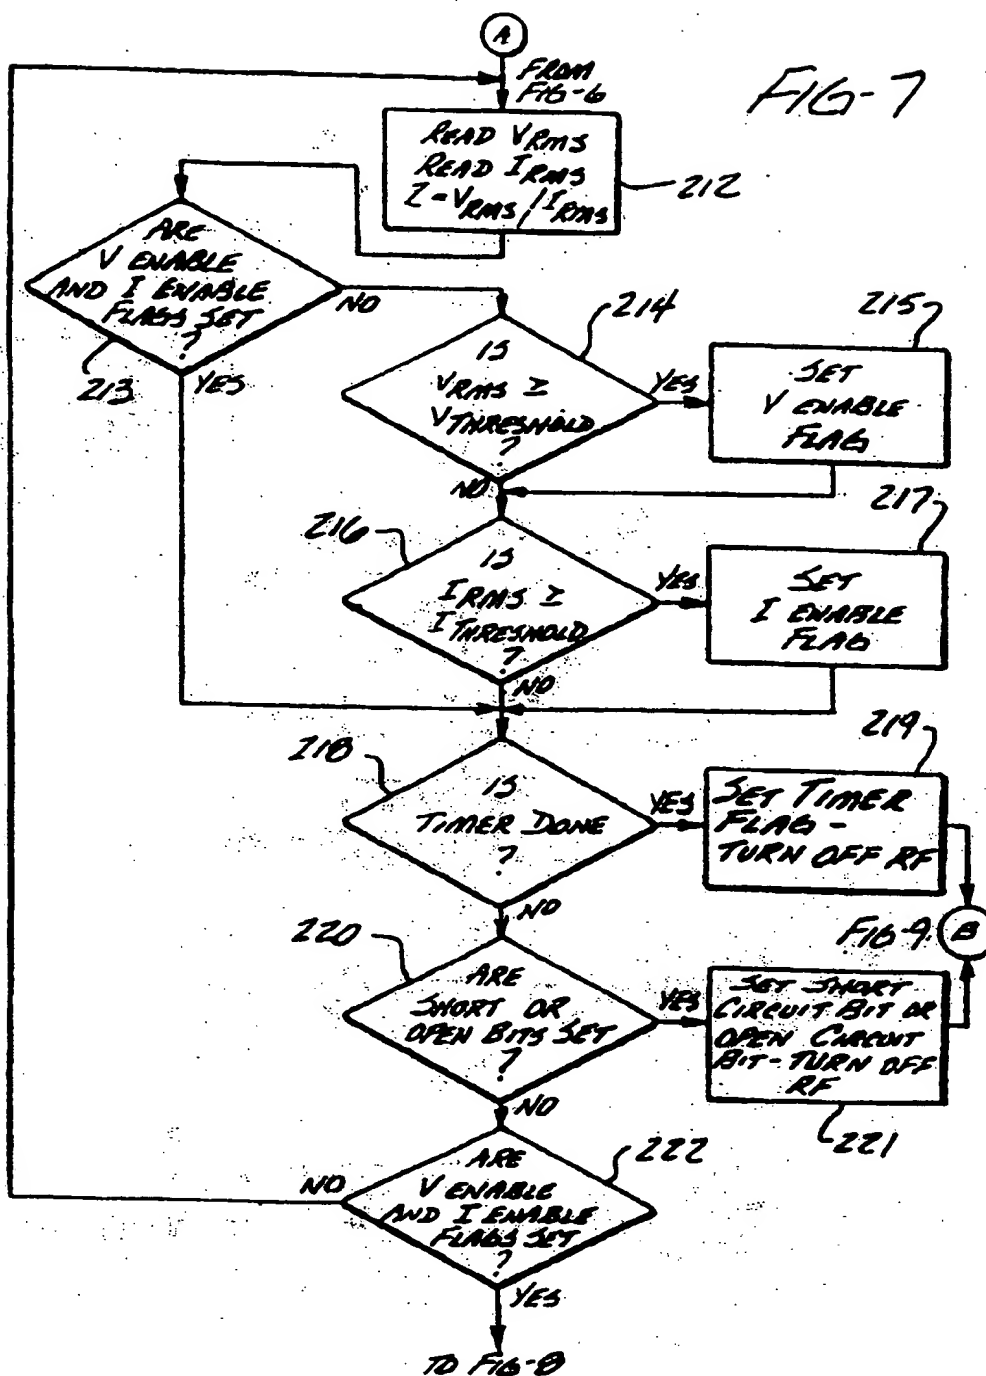 A
FROM
FIG-6
FIG-7
READ VRMS
READ IRMS
Z=VRMS/IRMS
212
ARE
V ENABLE
AND I ENABLE
FLAGS SET
?
213
NO
YES
214
IS
VRMS ≥
VTHRESHOLD
?
YES
NO
215
SET
V ENABLE
FLAG
216
IS
IRMS ≥
ITHRESHOLD
?
YES
NO
217
SET
I ENABLE
FLAG
218
IS
TIMER DONE
?
YES
NO
219
SET TIMER
FLAG-
TURN OFF RF
FIG-9
B
220
ARE
SHORT OR
OPEN BITS SET
?
YES
NO
SET SHORT
CIRCUIT BIT OR
OPEN CIRCUIT
BIT-TURN OFF
RF
221
222
ARE
V ENABLE
AND I ENABLE
FLAGS SET
?
NO
YES
TO FIG-8